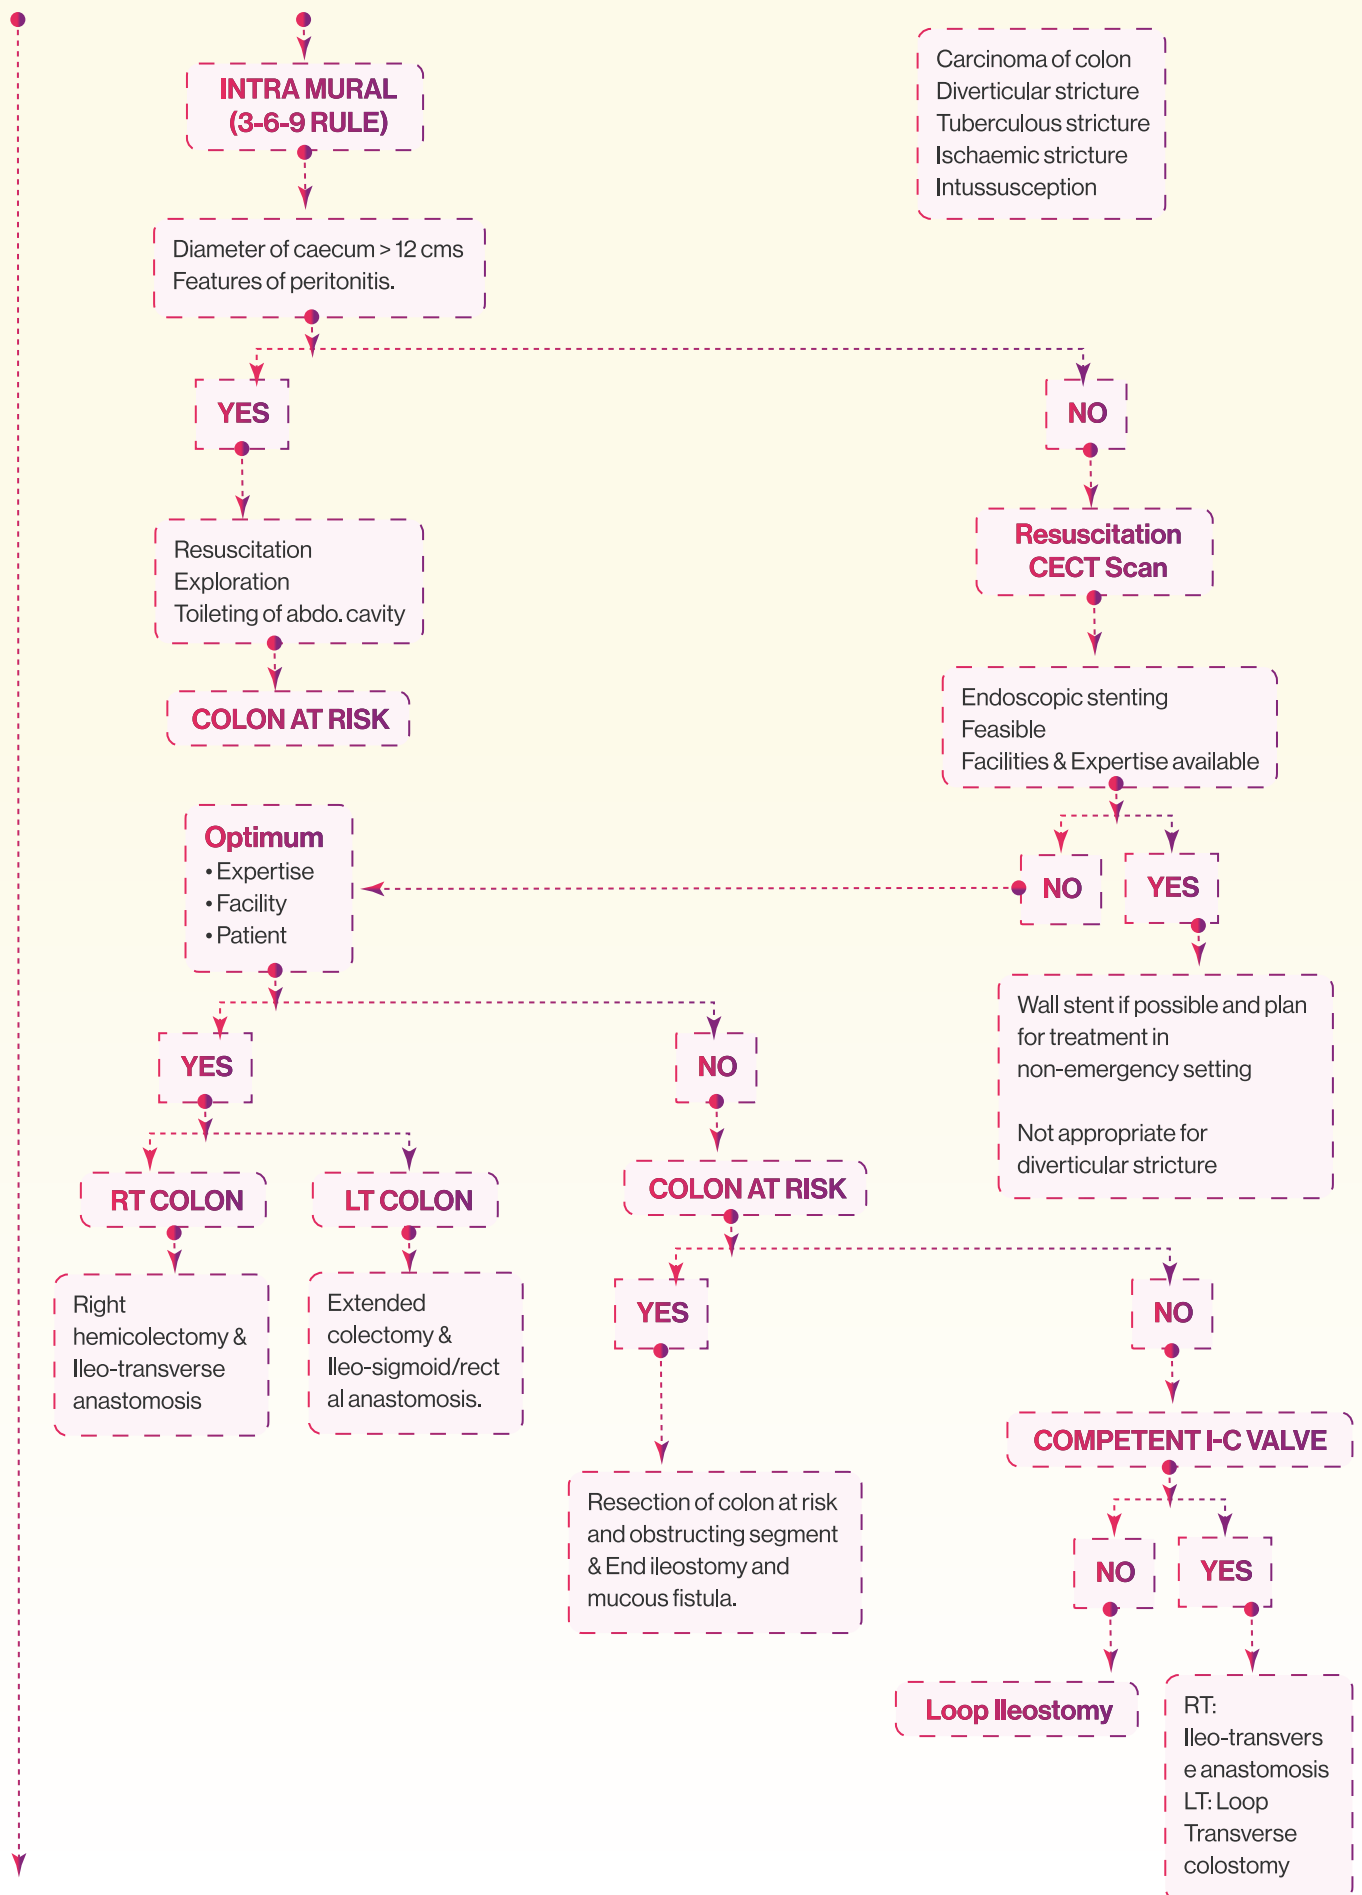 INTRA MURAL
(3-6-9 RULE)
Carcinoma of colon
Diverticular stricture
Tuberculous stricture
Ischaemic stricture
Intussusception
Diameter of caecum > 12 cms
Features of peritonitis.
YES
NO
Resuscitation
Exploration
Toileting of abdo. cavity
Resuscitation
CECT Scan
COLON AT RISK
Endoscopic stenting
Feasible
Facilities & Expertise available
Optimum
• Expertise
• Facility
• Patient
NO
YES
Wall stent if possible and plan
for treatment in
non-emergency setting
Not appropriate for
diverticular stricture
YES
NO
RT COLON
LT COLON
COLON AT RISK
Right
hemicolectomy &
Ileo-transverse
anastomosis
Extended
colectomy &
Ileo-sigmoid/rect
al anastomosis.
YES
NO
COMPETENT I-C VALVE
Resection of colon at risk
and obstructing segment
& End ileostomy and
mucous fistula.
NO
YES
Loop Ileostomy
RT:
Ileo-transvers
e anastomosis
LT: Loop
Transverse
colostomy